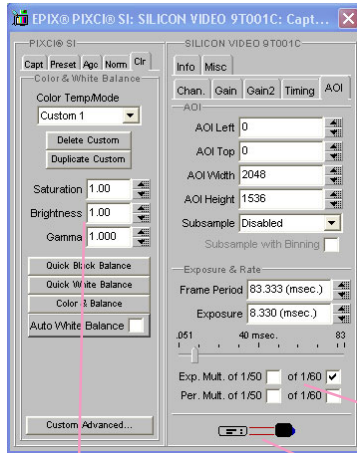 EPIX® PIXCI® SI: SILICON VIDEO 9T001C: Capt...
PIXCI® SI
Capt Preset Agc Norm Clr
Color & White Balance
Color Temp/Mode
Custom 1
Delete Custom
Duplicate Custom
Saturation 1.00
Brightness 1.00
Gamma 1.000
Quick Black Balance
Quick White Balance
Color & Balance
Auto White Balance
Custom Advanced...
SILICON VIDEO 9T001C
Info Misc
Chan. Gain Gain2 Timing AOI
AOI
AOI Left 0
AOI Top 0
AOI Width 2048
AOI Height 1536
Subsample Disabled
Subsample with Binning
Exposure & Rate
Frame Period 83.333 (msec.)
Exposure 8.330 (msec.)
.051 40 msec. 83
Exp. Mult. of 1/50 of 1/60
Per. Mult. of 1/50 of 1/60